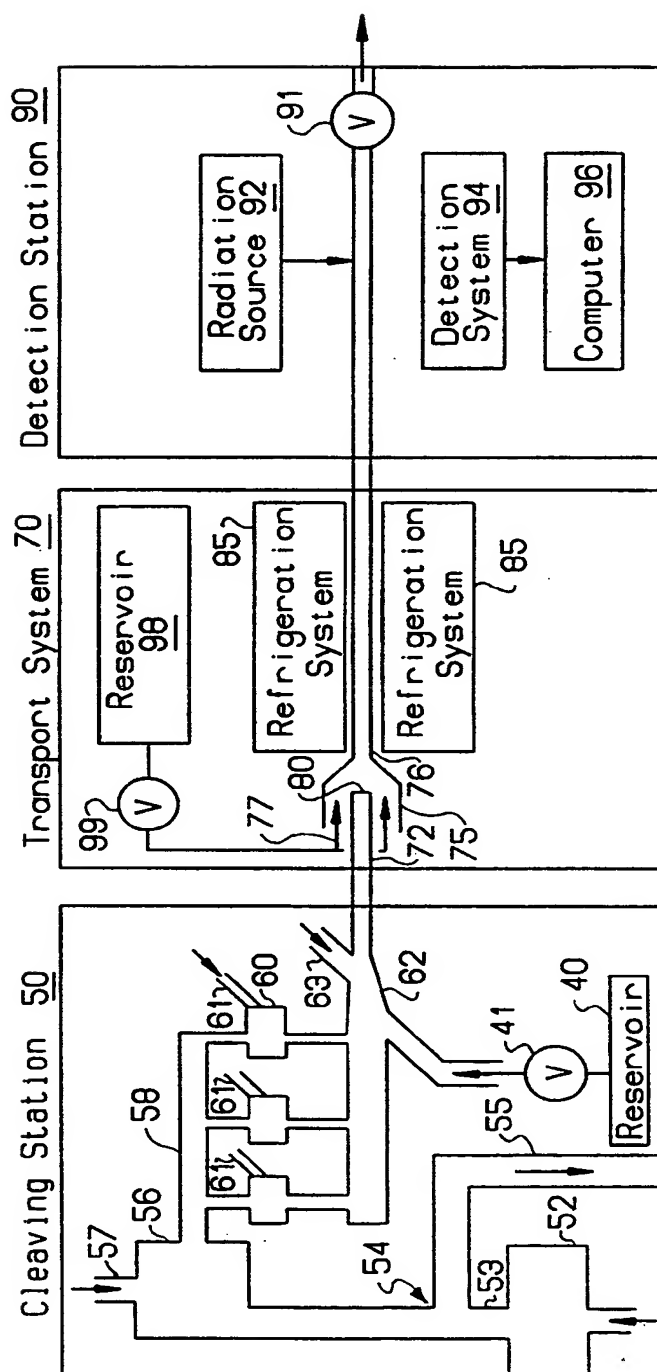 Cleaving Station 50
57
56
58
61
61
61
60
63
62
54
55
53
52
41
V
40
Reservoir
Transport System 70
Reservoir
98
99
V
77
80
85
Refrigeration
System
72
75
76
Refrigeration
System
85
Detection Station 90
Radiation
Source 92
91
V
Detection
System 94
Computer 96